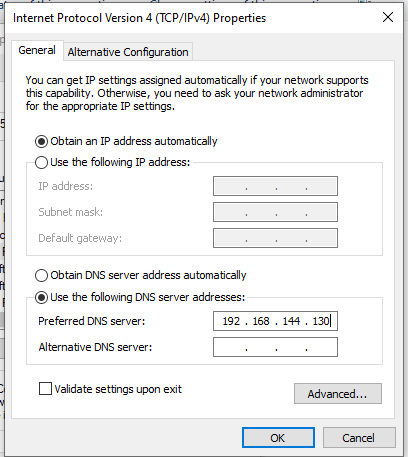 Internet Protocol Version 4 (TCP/IPv4) Properties
General
Alternative Configuration
You can get IP settings assigned automatically if your network supports
this capability. Otherwise, you need to ask your network administrator
for the appropriate IP settings.
Obtain an IP address automatically
Use the following IP address:
IP address:
Subnet mask:
Default gateway:
Obtain DNS server address automatically
Use the following DNS server addresses:
Preferred DNS server: 192 . 168 . 144 . 130
Alternative DNS server:
Validate settings upon exit
Advanced...
OK
Cancel